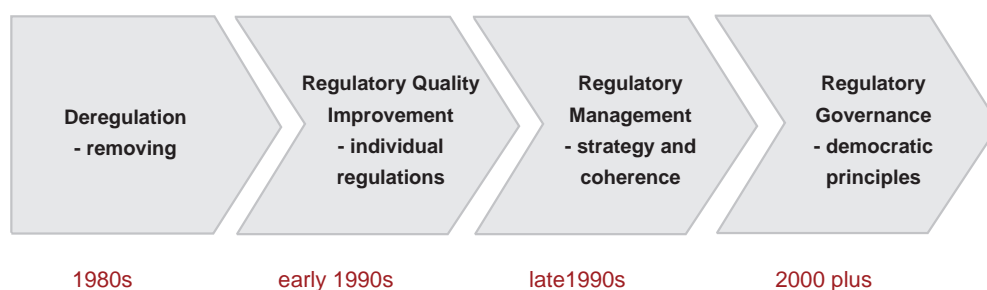 Deregulation
- removing
Regulatory Quality
Improvement
- individual
regulations
Regulatory
Management
- strategy and
coherence
Regulatory
Governance
- democratic
principles
1980s
early 1990s
late1990s
2000 plus